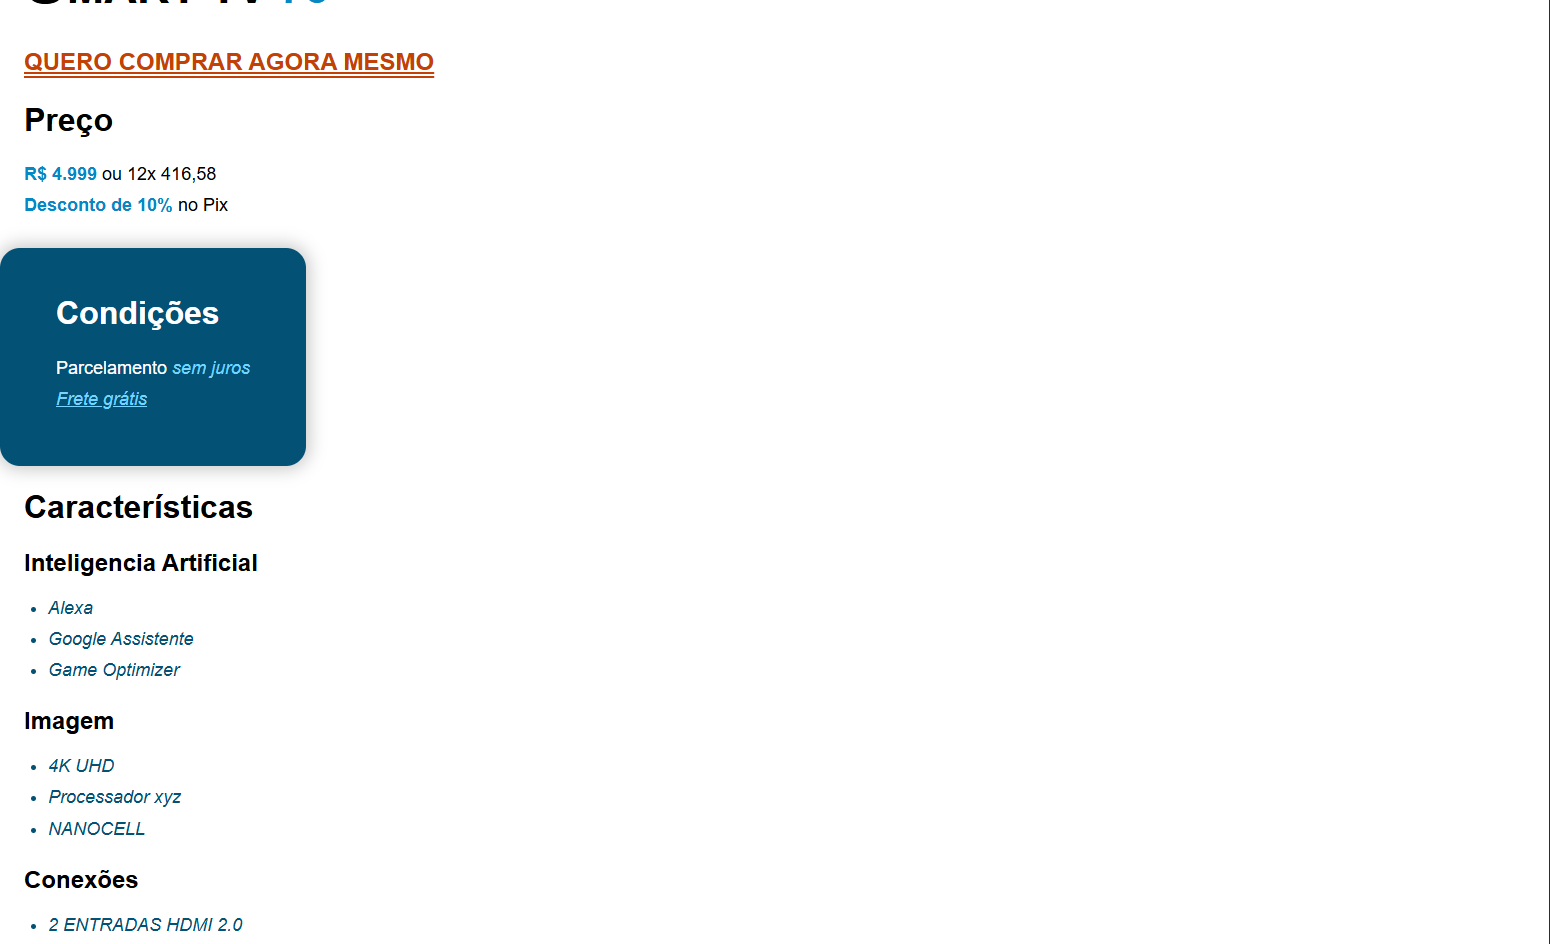 SMART TV
QUERO COMPRAR AGORA MESMO
Preço
R$ 4.999 ou 12x 416,58
Desconto de 10% no Pix
Condições
Parcelamento sem juros
Frete grátis
Características
Inteligencia Artificial
Alexa
Google Assistente
Game Optimizer
Imagem
4K UHD
Processador xyz
NANOCELL
Conexões
2 ENTRADAS HDMI 2.0